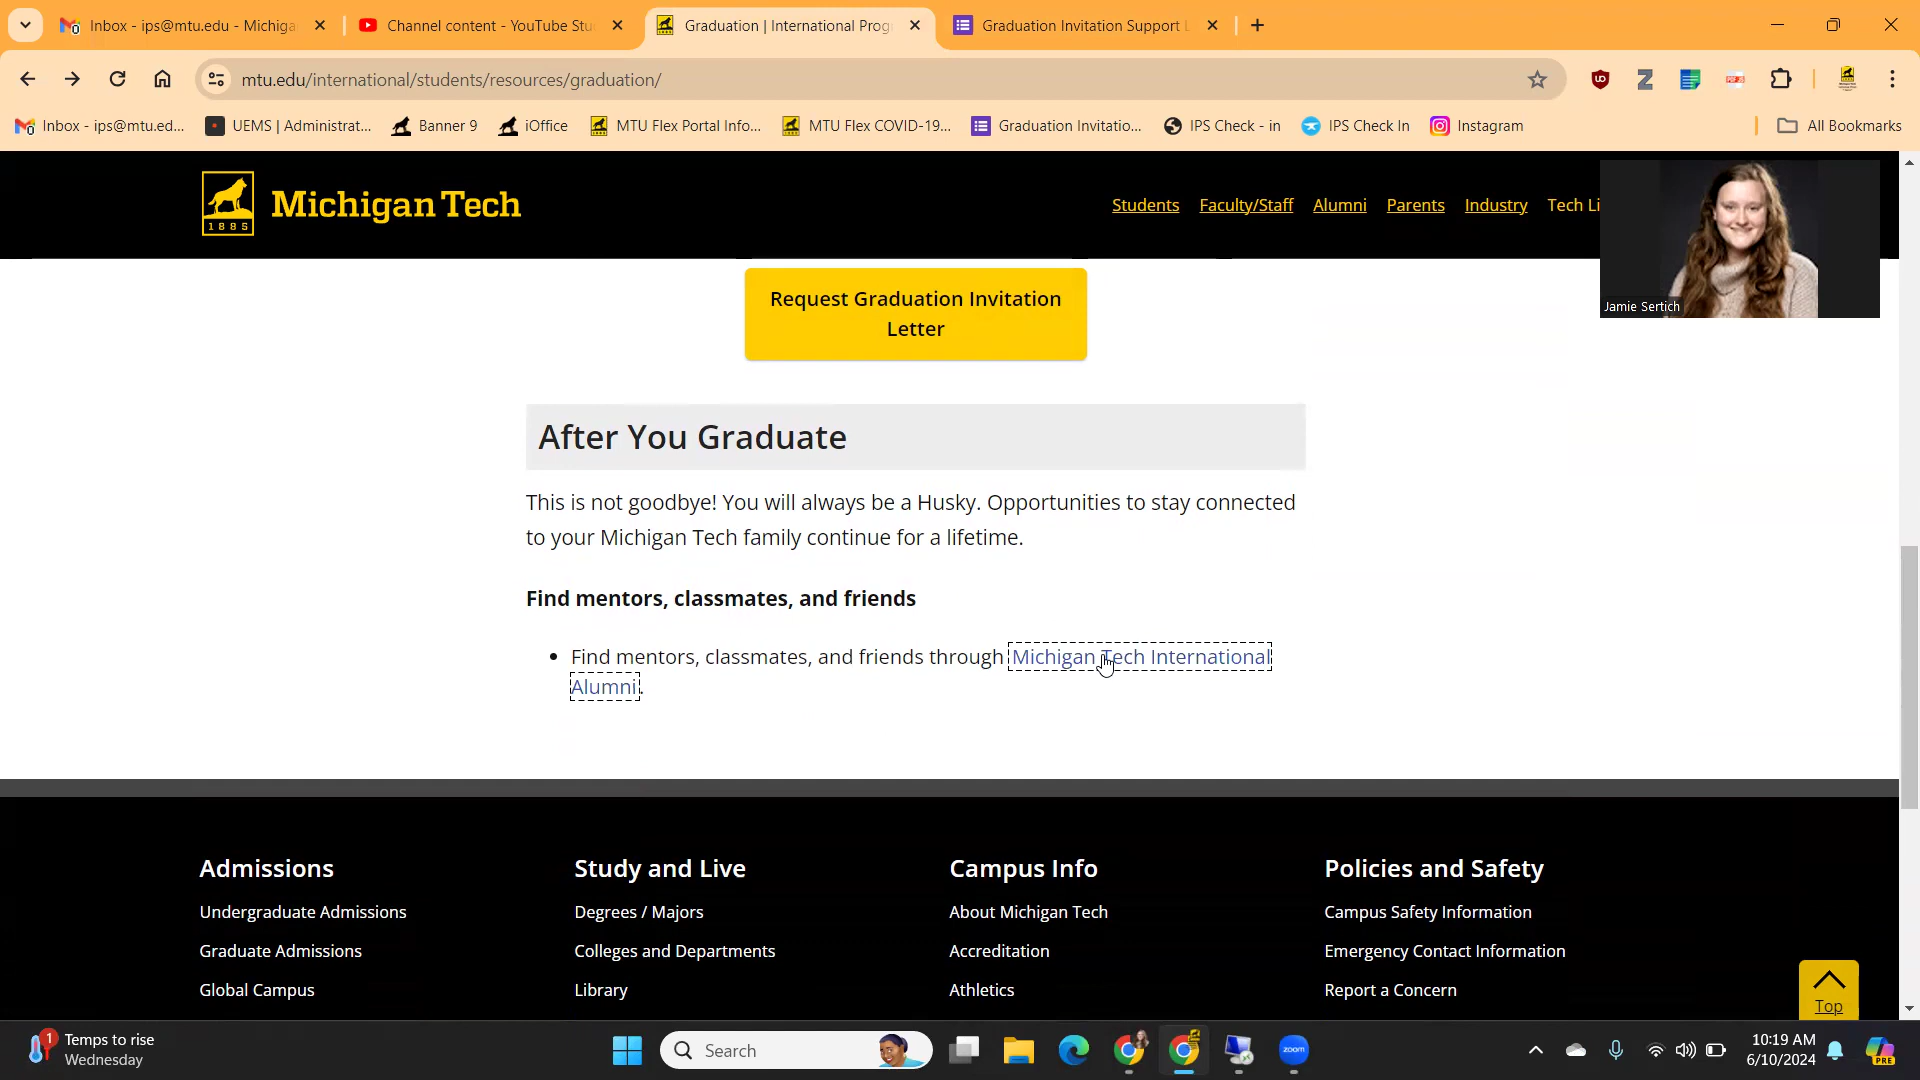 Inbox - ips@mtu.edu - Michiga
Channel content - YouTube Stu
Graduation | International Prog
Graduation Invitation Support L
mtu.edu/international/students/resources/graduation/
Inbox - ips@mtu.ed...
UEMS | Administrat...
Banner 9
iOffice
MTU Flex Portal Info...
MTU Flex COVID-19...
Graduation Invitatio...
IPS Check - in
IPS Check In
Instagram
All Bookmarks
1885
Michigan Tech
Students
Faculty/Staff
Alumni
Parents
Industry
Tech Li
Jamie Sertich
Request Graduation Invitation
Letter
After You Graduate
This is not goodbye! You will always be a Husky. Opportunities to stay connected
to your Michigan Tech family continue for a lifetime.
Find mentors, classmates, and friends
Find mentors, classmates, and friends through Michigan Tech International
Alumni.
Admissions
Undergraduate Admissions
Graduate Admissions
Global Campus
Study and Live
Degrees / Majors
Colleges and Departments
Library
Campus Info
About Michigan Tech
Accreditation
Athletics
Policies and Safety
Campus Safety Information
Emergency Contact Information
Report a Concern
Top
1
Temps to rise
Wednesday
Search
zoom
10:19 AM
6/10/2024
PRE